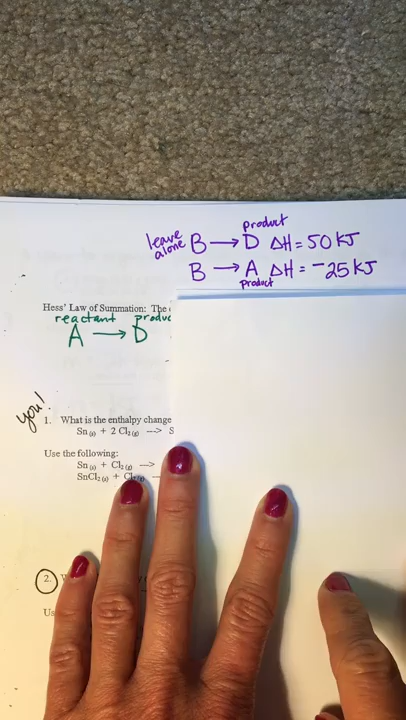 product
leave alone B → D ΔH = 50 kJ
B → A ΔH = -25 kJ
product
Hess' Law of Summation: The
reactant
A → D
you!
1. What is the enthalpy change
Sn (s) + 2 Cl2 (g) --> S
Use the following:
Sn (s) + Cl2 (g) -->
SnCl2 (s) + Cl2 (g)
2.
Us